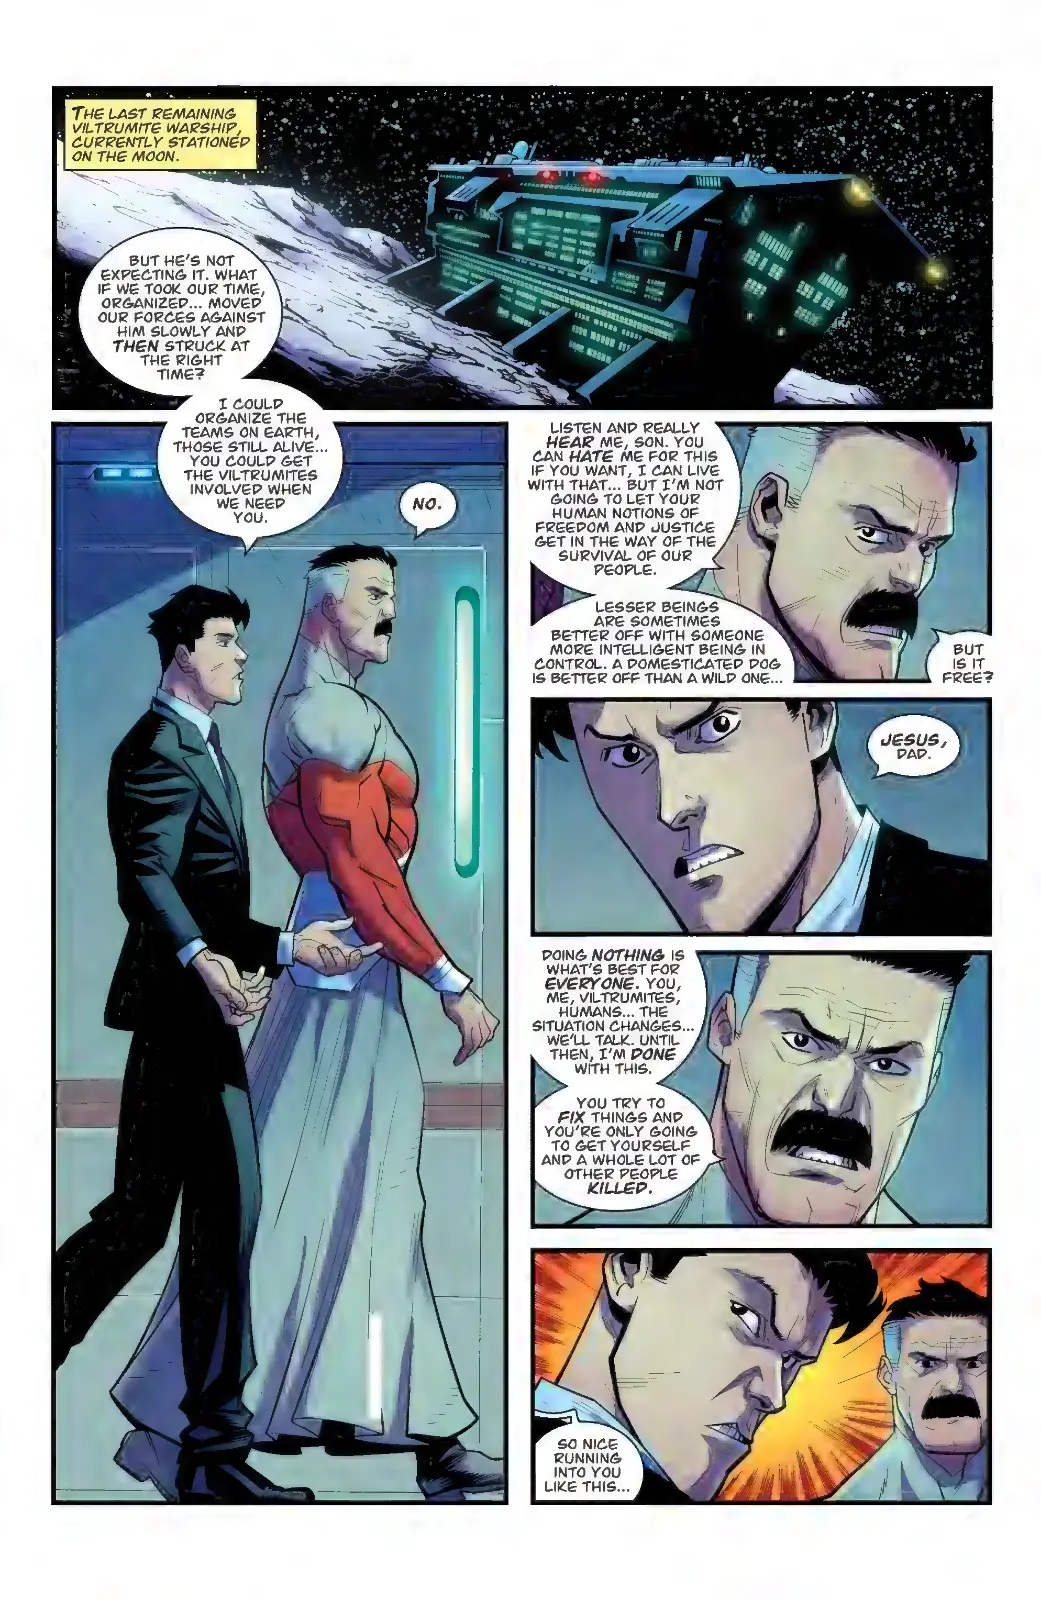 THE LAST REMAINING
VILTRUMITE WARSHIP,
CURRENTLY STATIONED
ON THE MOON.
BUT HE'S NOT
EXPECTING IT. WHAT
IF WE TOOK OUR TIME,
ORGANIZED... MOVED
OUR FORCES AGAINST
HIM SLOWLY AND
THEN STRUCK AT
THE RIGHT
TIME?
I COULD
ORGANIZE THE
TEAMS ON EARTH,
THOSE STILL ALIVE...
YOU COULD GET
THE VILTRUMITES
INVOLVED WHEN
WE NEED
YOU.
NO.
LISTEN AND REALLY
HEAR ME, SON. YOU
CAN HATE ME FOR THIS
IF YOU WANT, I CAN LIVE
WITH THAT... BUT I'M NOT
GOING TO LET YOUR
HUMAN NOTIONS OF
FREEDOM AND JUSTICE
GET IN THE WAY OF THE
SURVIVAL OF OUR
PEOPLE.
LESSER BEINGS
ARE SOMETIMES
BETTER OFF WITH SOMEONE
MORE INTELLIGENT BEING IN
CONTROL. A DOMESTICATED DOG
IS BETTER OFF THAN A WILD ONE...
BUT
IS IT
FREE?
JESUS,
DAD.
DOING NOTHING IS
WHAT'S BEST FOR
EVERYONE. YOU,
ME, VILTRUMITES,
HUMANS... THE
SITUATION CHANGES...
WE'LL TALK. UNTIL
THEN, I'M DONE
WITH THIS.
YOU TRY TO
FIX THINGS AND
YOU'RE ONLY GOING
TO GET YOURSELF
AND A WHOLE LOT OF
OTHER PEOPLE
KILLED.
SO NICE
RUNNING
INTO YOU
LIKE THIS...